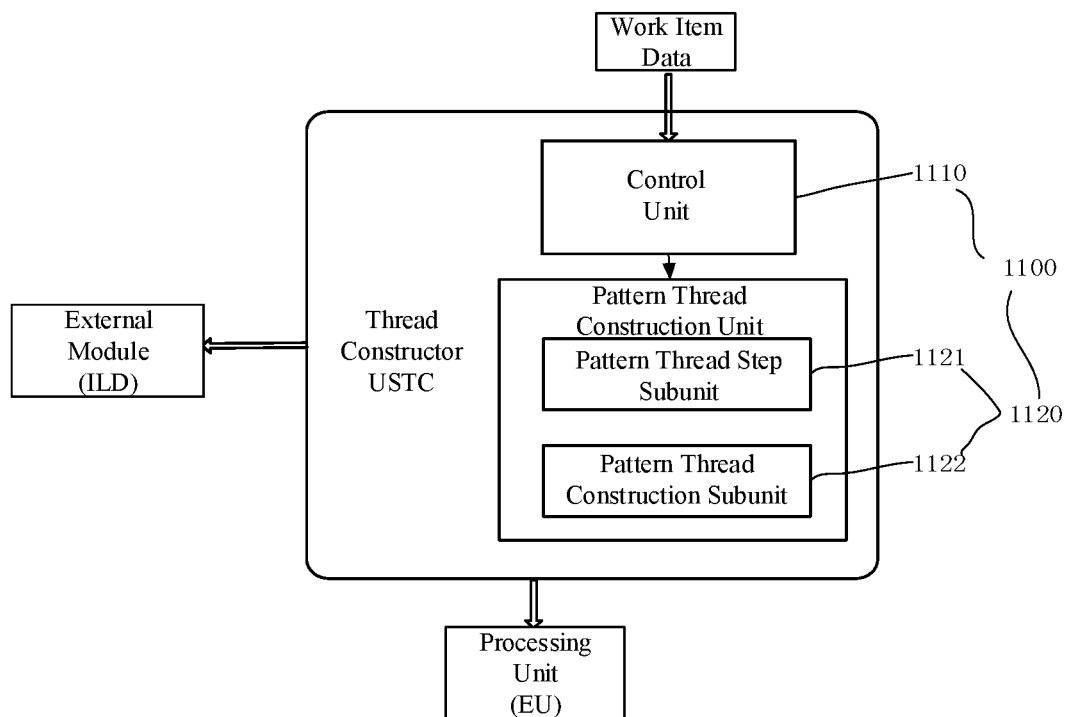 Work Item
Data
Control
Unit
1110
1100
Pattern Thread
Construction Unit
External
Module
(ILD)
Thread
Constructor
USTC
Pattern Thread Step
Subunit
1121
1120
Pattern Thread
Construction Subunit
1122
Processing
Unit
(EU)